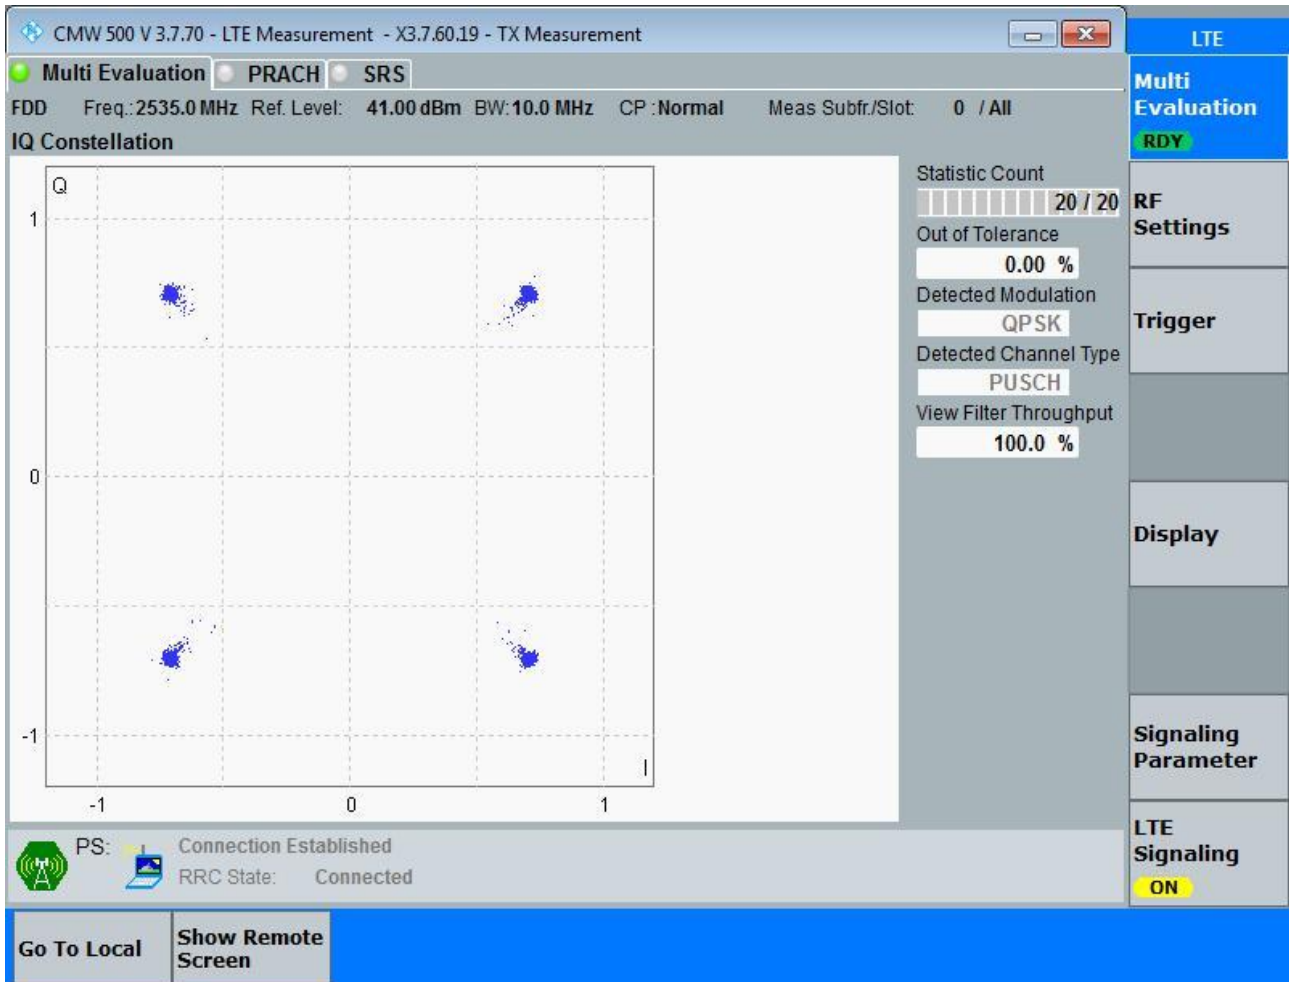 CMW 500 V 3.7.70 - LTE Measurement - X3.7.60.19 - TX Measurement
LTE
Multi Evaluation PRACH SRS
FDD Freq.: 2535.0 MHz Ref. Level: 41.00 dBm BW: 10.0 MHz CP : Normal Meas Subfr./Slot: 0 / All
IQ Constellation
Q
1
0
-1
I
-1 0 1
Statistic Count
20 / 20
Out of Tolerance
0.00 %
Detected Modulation
QPSK
Detected Channel Type
PUSCH
View Filter Throughput
100.0 %
Multi
Evaluation
RDY
RF
Settings
Trigger
Display
Signaling
Parameter
LTE
Signaling
ON
PS: Connection Established
RRC State: Connected
Go To Local
Show Remote
Screen